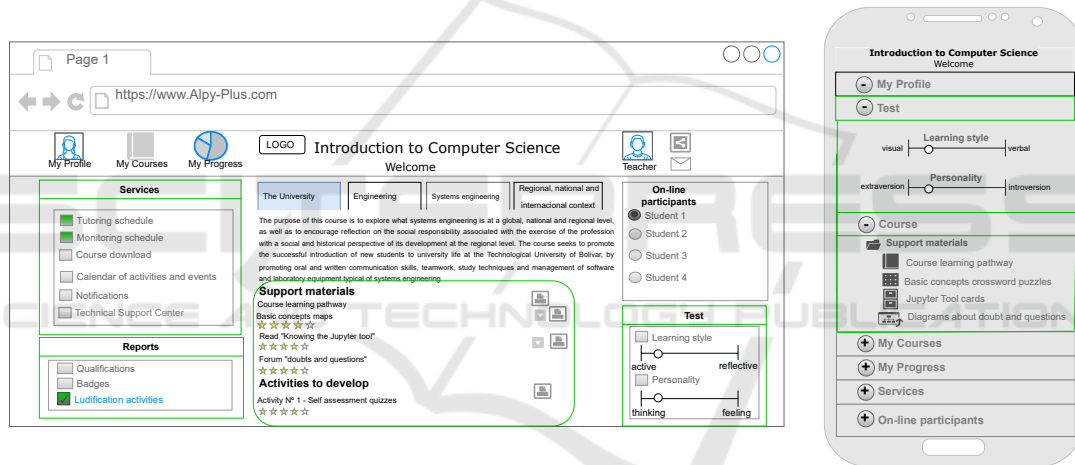 Page 1
https://www.Alpy-Plus.com
My Profile
My Courses
My Progress
LOGO
Introduction to Computer Science
Welcome
Teacher
Services
Tutoring schedule
Monitoring schedule
Course download
Calendar of activities and events
Notifications
Technical Support Center
Reports
Qualifications
Badges
Ludification activities
The University
Engineering
Systems engineering
Regional, national and
internacional context
The purpose of this course is to explore what systems engineering is at a global, national and regional level,
as well as to encourage reflection on the social responsibility associated with the exercise of the profession
with a social and historical perspective of its development at the regional level. The course seeks to promote
the successful introduction of new students to university life at the Technological University of Bolivar, by
promoting oral and written communication skills, teamwork, study techniques and management of software
and laboratory equipment typical of systems engineering
Support materials
Course learning pathway
Basic concepts maps
Read "Knowing the Jupyter tool"
Forum "doubts and questions"
Activities to develop
Activity Nº 1 - Self assessment quizzes
On-line
participants
Student 1
Student 2
Student 3
Student 4
Test
Learning style
active reflective
Personality
thinking feeling
Introduction to Computer Science
Welcome
- My Profile
- Test
Learning style
visual verbal
Personality
extraversion introversion
- Course
Support materials
Course learning pathway
Basic concepts crossword puzzles
Jupyter Tool cards
Diagrams about doubt and questions
+ My Courses
+ My Progress
+ Services
+ On-line participants
SCITEPRESS
SCIENCE AND TECHNOLOGY PUBLICATIONS